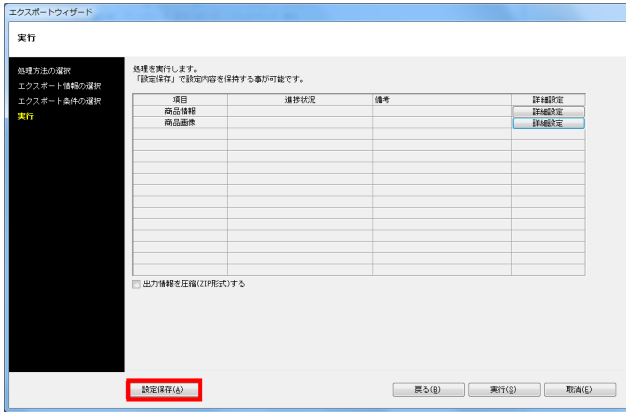 エクスポートウィザード
実行
処理方法の選択
エクスポート情報の選択
エクスポート条件の選択
実行
処理を実行します。
「設定保存」で設定内容を保持する事が可能です。
項目 進捗状況 備考 詳細設定
商品情報 詳細設定
商品画像 詳細設定
出力情報を圧縮(ZIP形式)する
設定保存(A) 戻る(B) 実行(S) 取消(E)